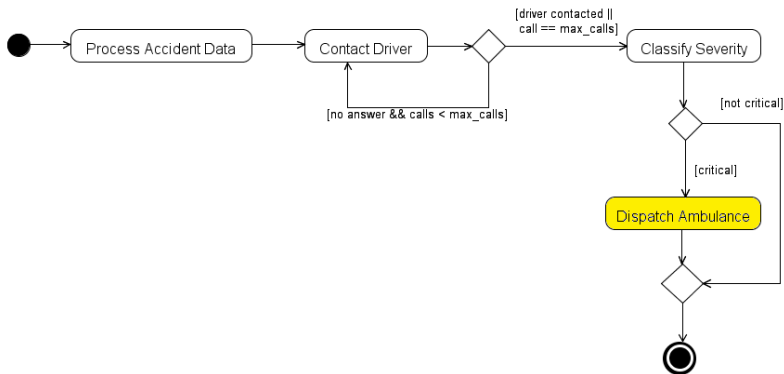 [driver contacted ||
call == max_calls]
Process Accident Data
Contact Driver
Classify Severity
[no answer && calls < max_calls]
[not critical]
[critical]
Dispatch Ambulance